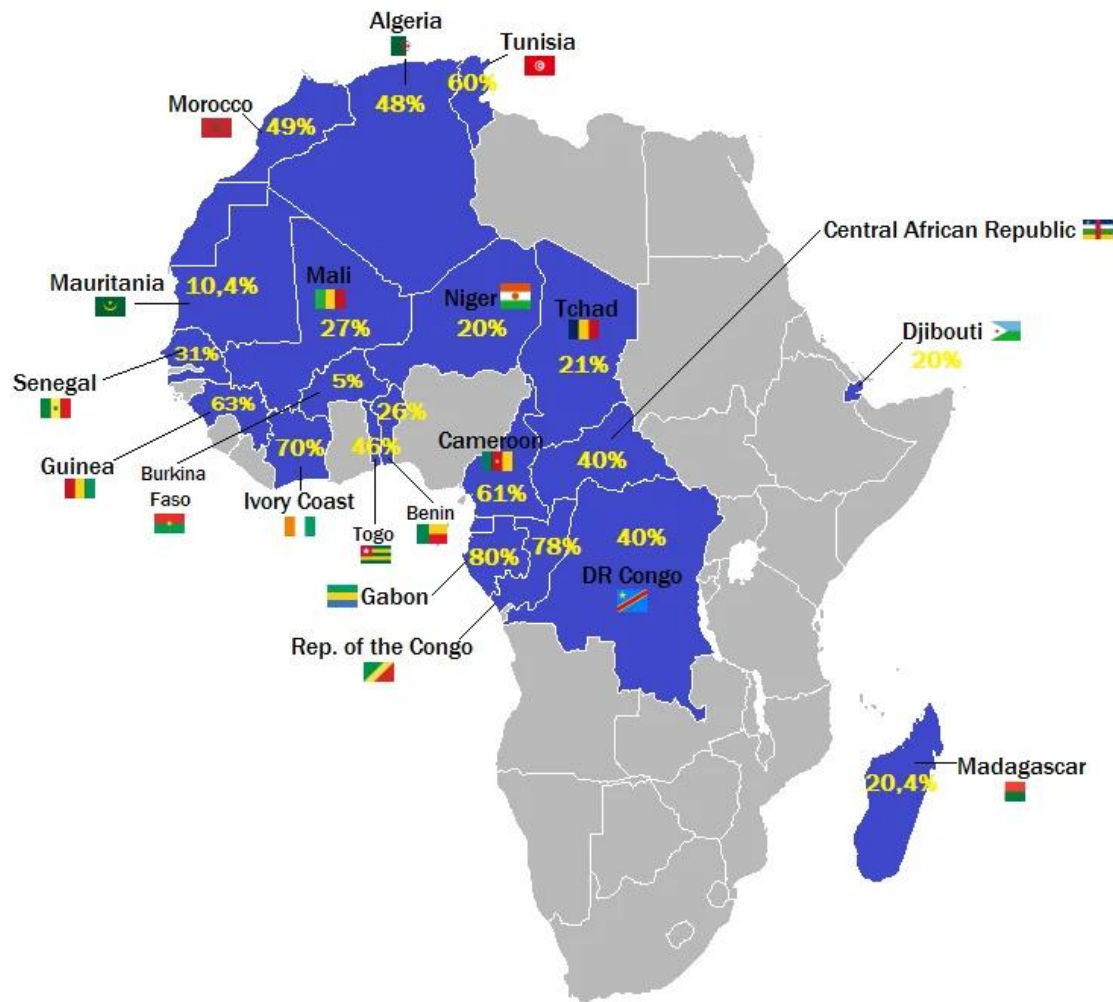 Algeria
48%
Tunisia
60%
Morocco
49%
Central African Republic
40%
Mauritania
10,4%
Mali
27%
Niger
20%
Tchad
21%
Djibouti
20%
Senegal
31%
5%
63%
26%
Guinea
70%
46%
Cameroon
61%
Burkina
Faso
Ivory Coast
Togo
Benin
80%
78%
40%
DR Congo
Gabon
Rep. of the Congo
Madagascar
20,4%